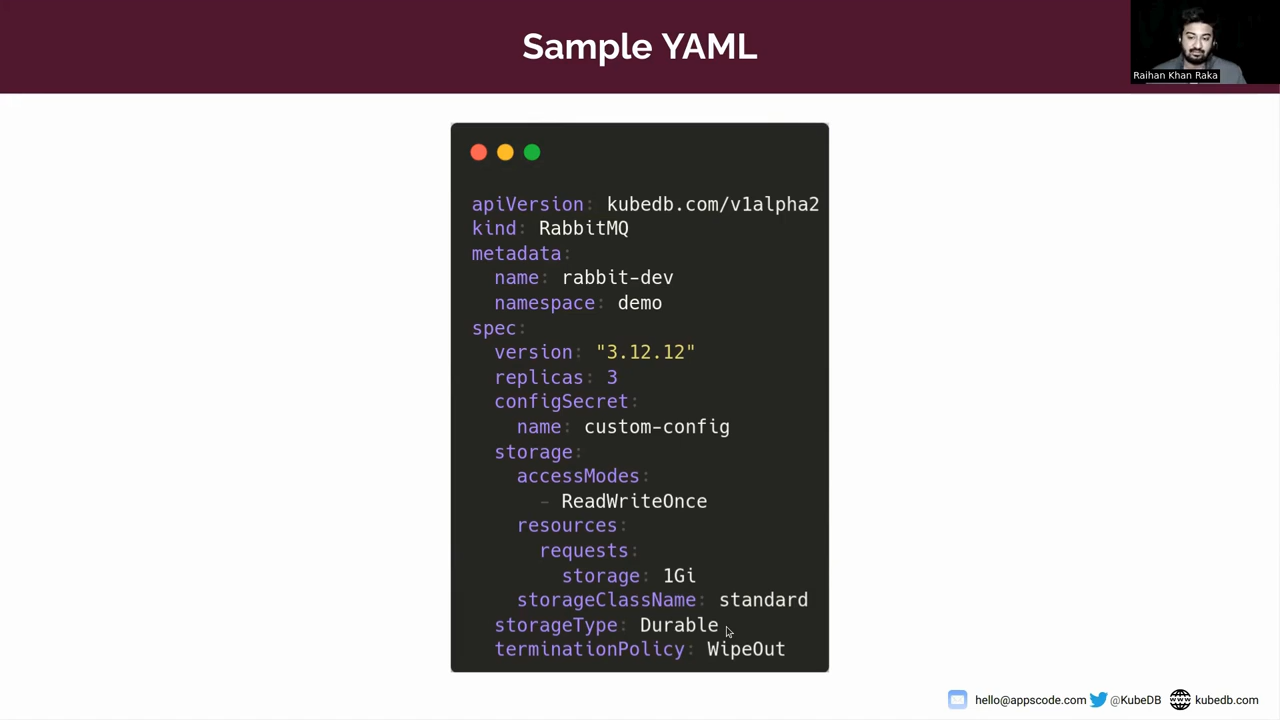 Sample YAML
Raihan Khan Raka
apiVersion: kubedb.com/v1alpha2
kind: RabbitMQ
metadata:
  name: rabbit-dev
  namespace: demo
spec:
  version: "3.12.12"
  replicas: 3
  configSecret:
    name: custom-config
  storage:
    accessModes:
      - ReadWriteOnce
    resources:
      requests:
        storage: 1Gi
    storageClassName: standard
  storageType: Durable
  terminationPolicy: WipeOut
hello@appscode.com @KubeDB kubedb.com